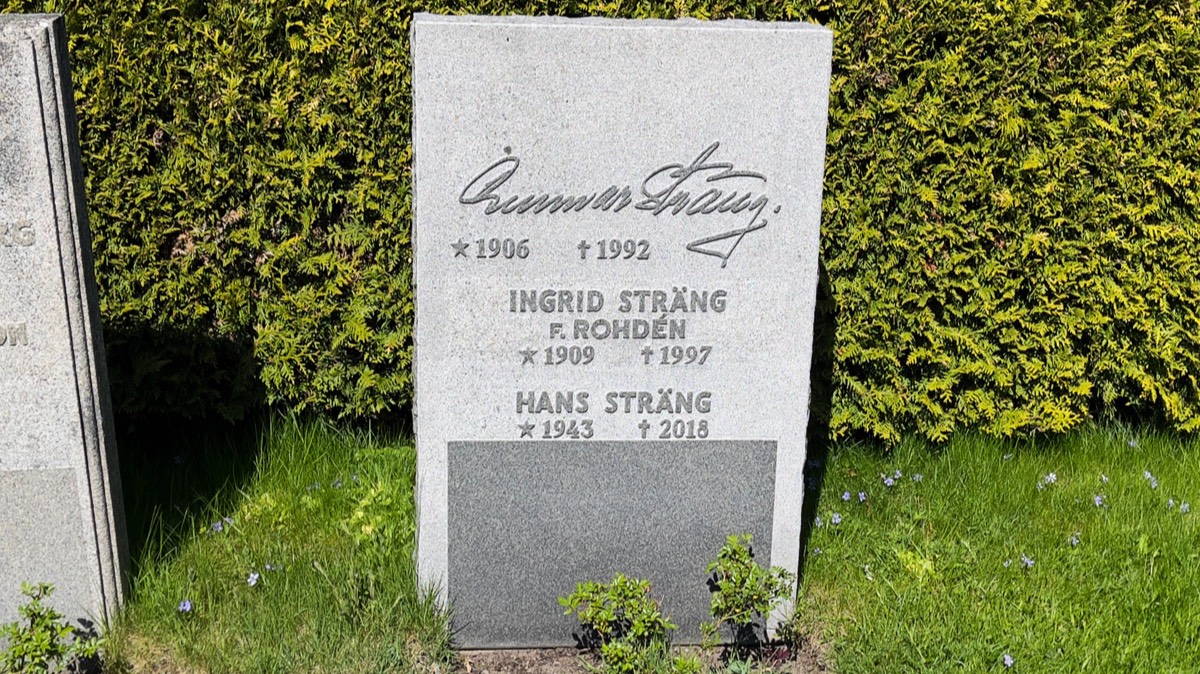 Gunnar Sträng.
★ 1906 † 1992
INGRID STRÄNG
F. ROHDÉN
★ 1909 † 1997
HANS STRÄNG
★ 1943 † 2018